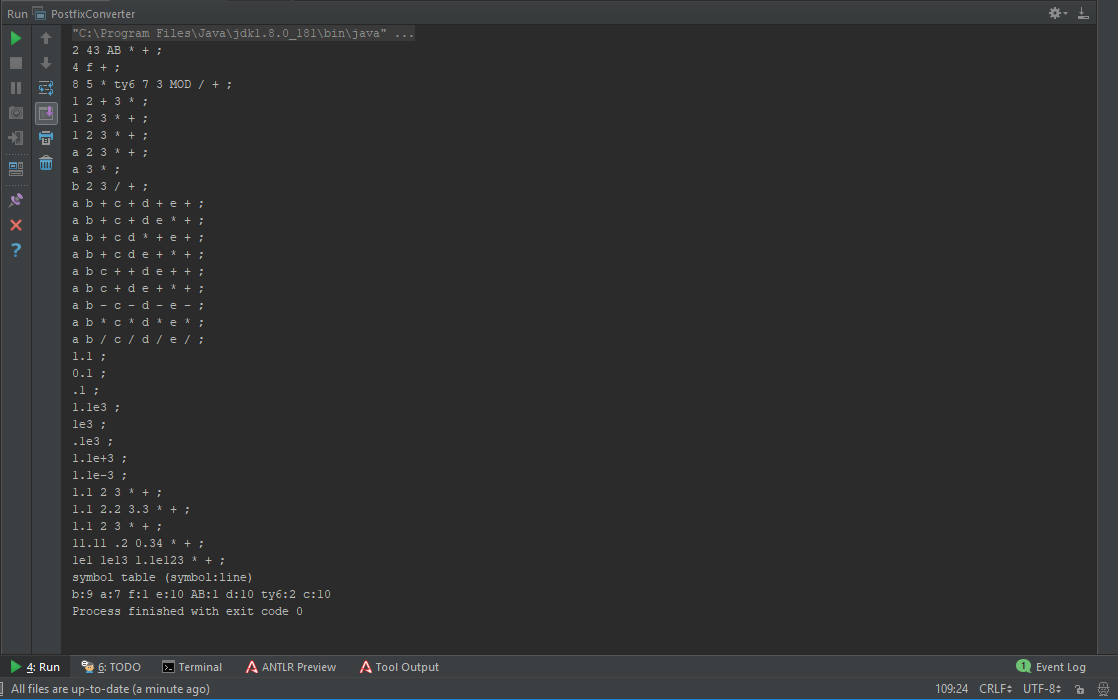 Run PostfixConverter
"C:\Program Files\Java\jdk1.8.0_181\bin\java" ...
2 43 AB * + ;
4 f + ;
8 5 * ty6 7 3 MOD / + ;
1 2 + 3 * ;
1 2 3 * + ;
1 2 3 * + ;
a 2 3 * + ;
a 3 * ;
b 2 3 / + ;
a b + c + d + e + ;
a b + c + d e * + ;
a b + c d * + e + ;
a b + c d e + * + ;
a b c + + d e + + ;
a b c + d e + * + ;
a b - c - d - e - ;
a b * c * d * e * ;
a b / c / d / e / ;
1.1 ;
0.1 ;
.1 ;
1.1e3 ;
1e3 ;
.1e3 ;
1.1e+3 ;
1.1e-3 ;
1.1 2 3 * + ;
1.1 2.2 3.3 * + ;
1.1 2 3 * + ;
11.11 .2 0.34 * + ;
1e1 1e13 1.1e123 * + ;
symbol table (symbol:line)
b:9 a:7 f:1 e:10 AB:1 d:10 ty6:2 c:10
Process finished with exit code 0
4: Run 6: TODO Terminal ANTLR Preview Tool Output 1 Event Log
All files are up-to-date (a minute ago) 109:24 CRLF UTF-8